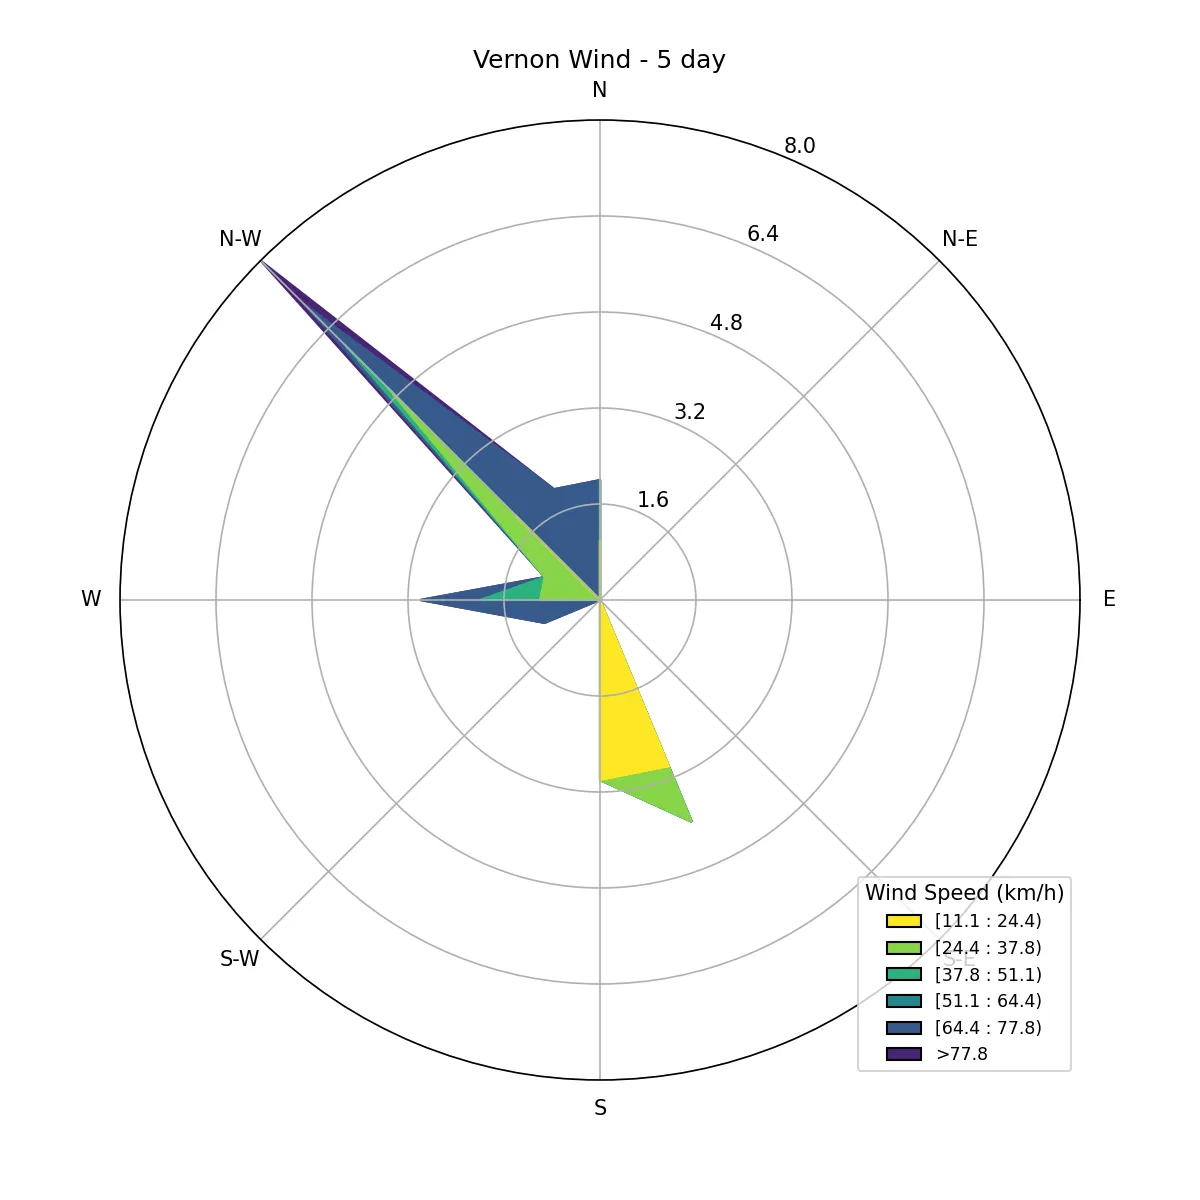 Vernon Wind - 5 day
N
8.0
N-W
6.4
N-E
4.8
3.2
1.6
W
E
Wind Speed (km/h)
[11.1 : 24.4)
[24.4 : 37.8)
S-W
S-E
[37.8 : 51.1)
[51.1 : 64.4)
[64.4 : 77.8)
>77.8
S